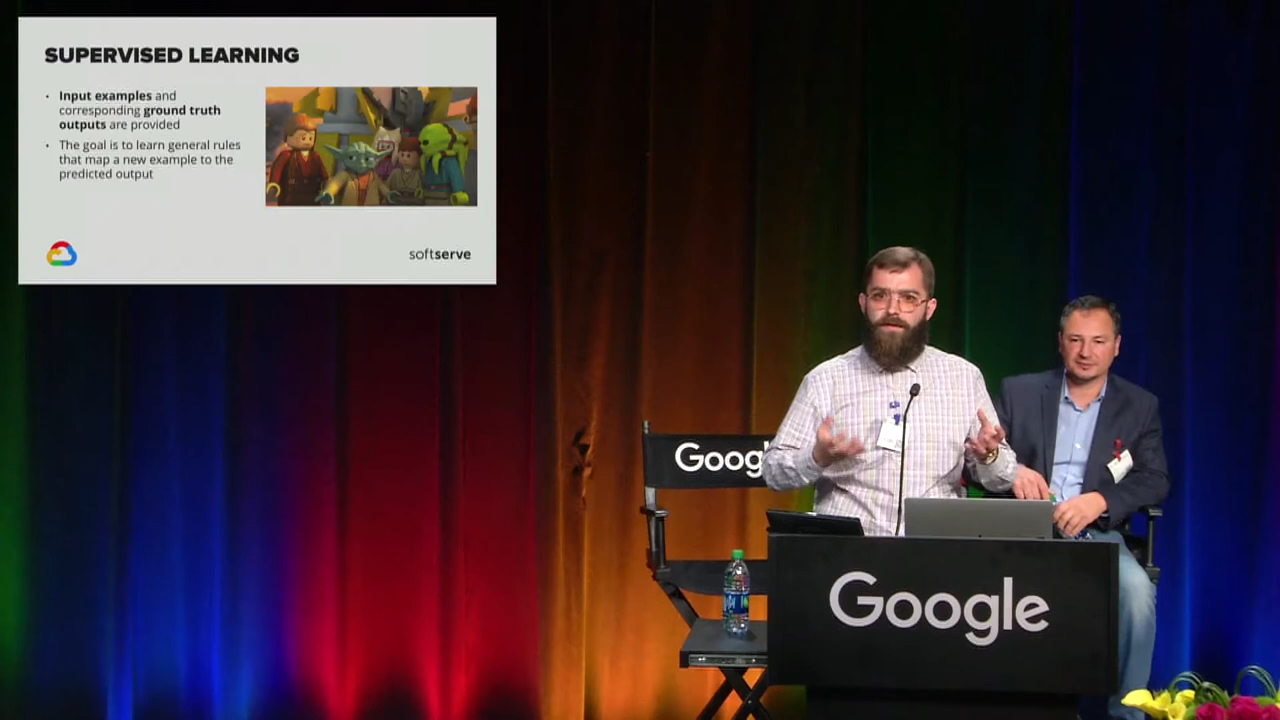 SUPERVISED LEARNING
• Input examples and
corresponding ground truth
outputs are provided
• The goal is to learn general rules
that map a new example to the
predicted output
softserve
Goog
Google